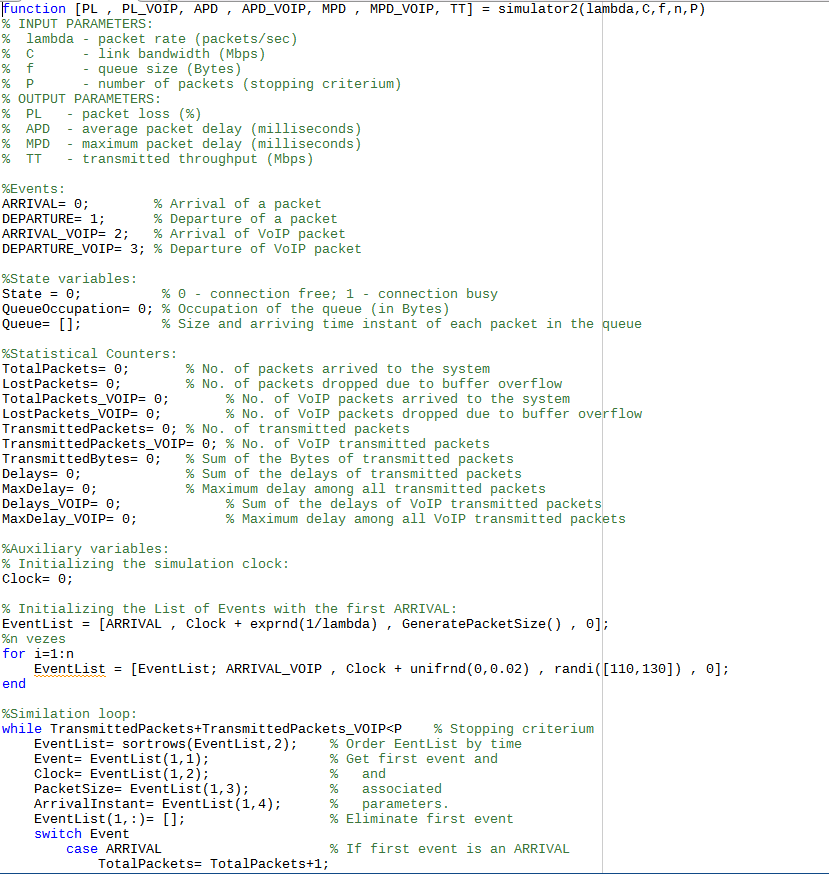 function [PL , PL_VOIP, APD , APD_VOIP, MPD , MPD_VOIP, TT] = simulator2(lambda,C,f,n,P)
% INPUT PARAMETERS:
%  lambda - packet rate (packets/sec)
%  C      - link bandwidth (Mbps)
%  f      - queue size (Bytes)
%  P      - number of packets (stopping criterium)
% OUTPUT PARAMETERS:
%  PL   - packet loss (%)
%  APD  - average packet delay (milliseconds)
%  MPD  - maximum packet delay (milliseconds)
%  TT   - transmitted throughput (Mbps)
%Events:
ARRIVAL= 0;        % Arrival of a packet
DEPARTURE= 1;      % Departure of a packet
ARRIVAL_VOIP= 2;   % Arrival of VoIP packet
DEPARTURE_VOIP= 3; % Departure of VoIP packet
%State variables:
State = 0;          % 0 - connection free; 1 - connection busy
QueueOccupation= 0; % Occupation of the queue (in Bytes)
Queue= [];          % Size and arriving time instant of each packet in the queue
%Statistical Counters:
TotalPackets= 0;       % No. of packets arrived to the system
LostPackets= 0;        % No. of packets dropped due to buffer overflow
TotalPackets_VOIP= 0;       % No. of VoIP packets arrived to the system
LostPackets_VOIP= 0;        % No. of VoIP packets dropped due to buffer overflow
TransmittedPackets= 0; % No. of transmitted packets
TransmittedPackets_VOIP= 0; % No. of VoIP transmitted packets
TransmittedBytes= 0;   % Sum of the Bytes of transmitted packets
Delays= 0;             % Sum of the delays of transmitted packets
MaxDelay= 0;           % Maximum delay among all transmitted packets
Delays_VOIP= 0;             % Sum of the delays of VoIP transmitted packets
MaxDelay_VOIP= 0;           % Maximum delay among all VoIP transmitted packets
%Auxiliary variables:
% Initializing the simulation clock:
Clock= 0;
% Initializing the List of Events with the first ARRIVAL:
EventList = [ARRIVAL , Clock + exprnd(1/lambda) , GeneratePacketSize() , 0];
%n vezes
for i=1:n
    EventList = [EventList; ARRIVAL_VOIP , Clock + unifrnd(0,0.02) , randi([110,130]) , 0];
end
%Similation loop:
while TransmittedPackets+TransmittedPackets_VOIP<P    % Stopping criterium
    EventList= sortrows(EventList,2);    % Order EentList by time
    Event= EventList(1,1);               % Get first event and
    Clock= EventList(1,2);               %   and
    PacketSize= EventList(1,3);          %   associated
    ArrivalInstant= EventList(1,4);      %   parameters.
    EventList(1,:)= [];                  % Eliminate first event
    switch Event
        case ARRIVAL                     % If first event is an ARRIVAL
            TotalPackets= TotalPackets+1;